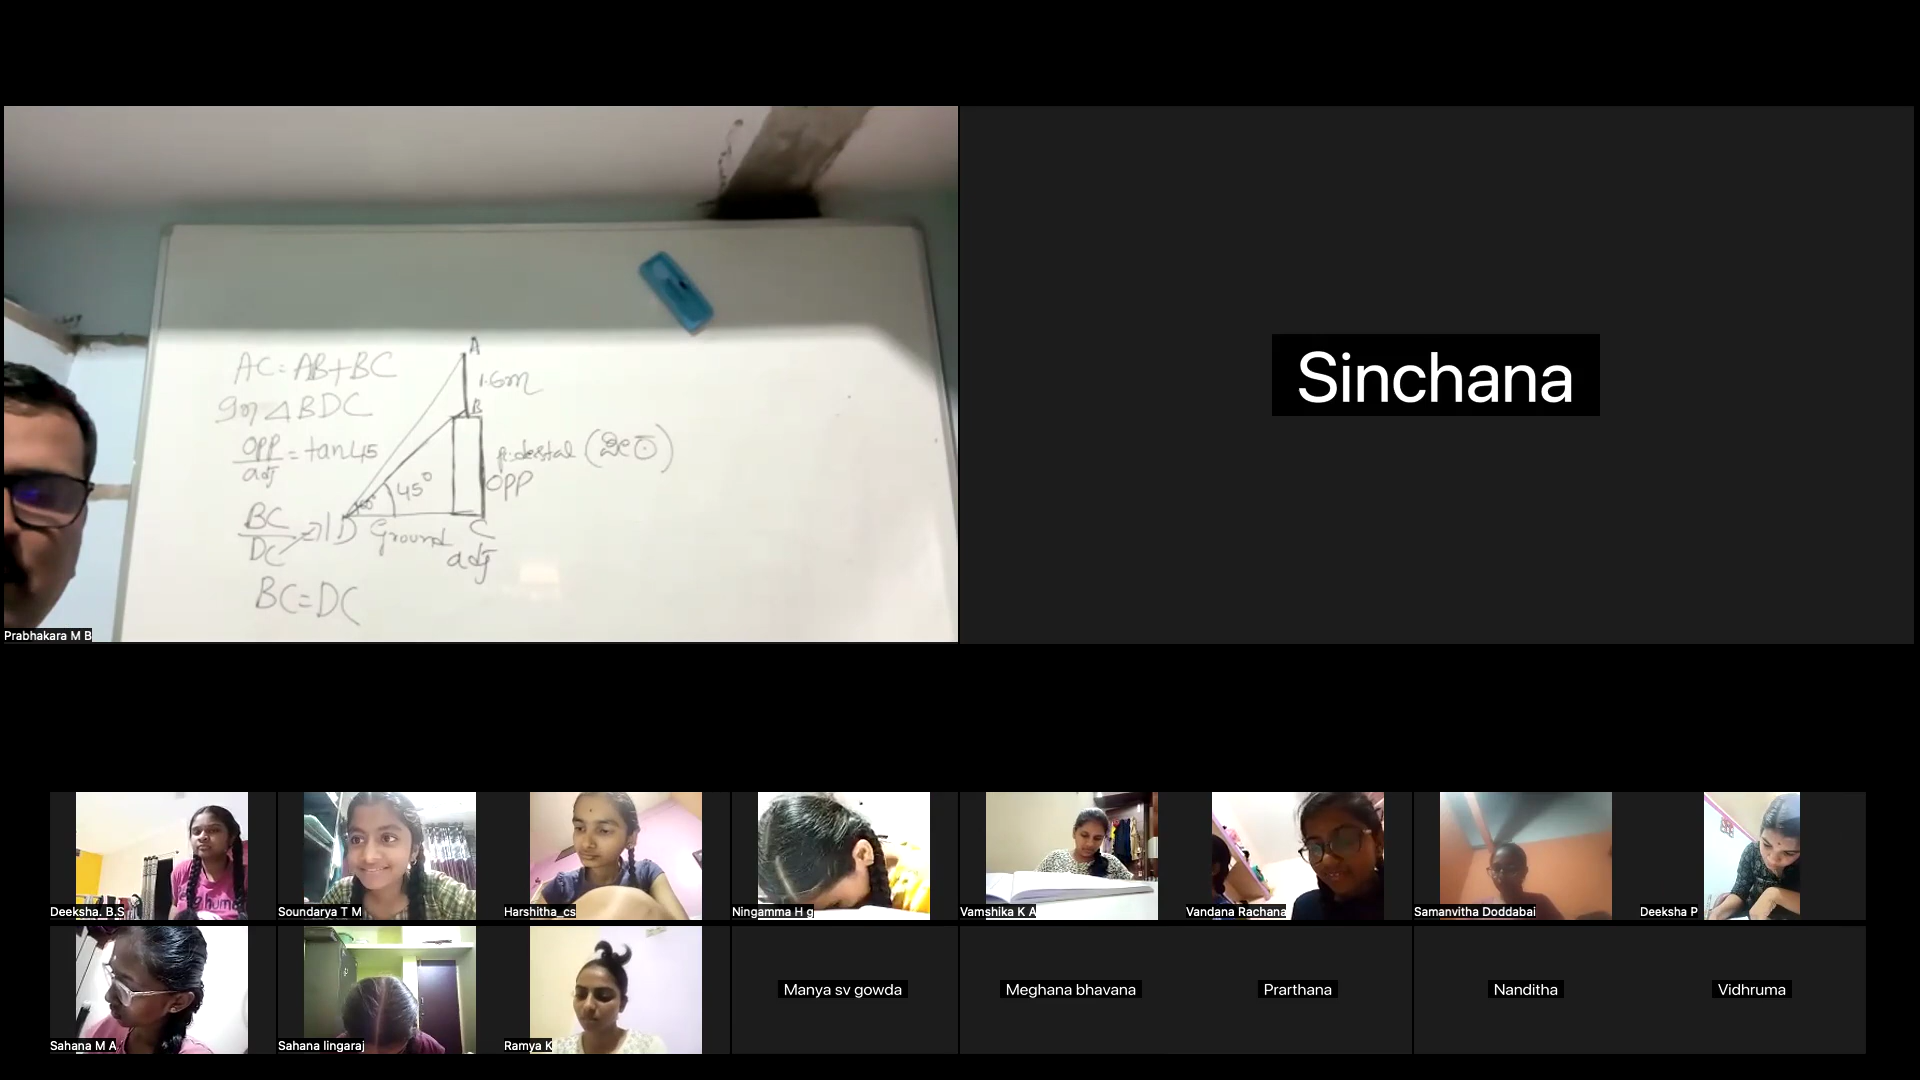 AC = AB + BC
In △ BDC
opp/adj = tan 45
BC/DC = 1
BC = DC
A
1.6m
B
pedestal (ಪೀಠ)
opp
60°
45°
D Ground C
adj
Prabhakara M B
Sinchana
Deeksha. B.S
Soundarya T M
Harshitha_cs
Ningamma H g
Vamshika K A
Vandana Rachana
Samanvitha Doddabai
Deeksha P
Sahana M A
Sahana lingaraj
Ramya K
Manya sv gowda
Meghana bhavana
Prarthana
Nanditha
Vidhruma